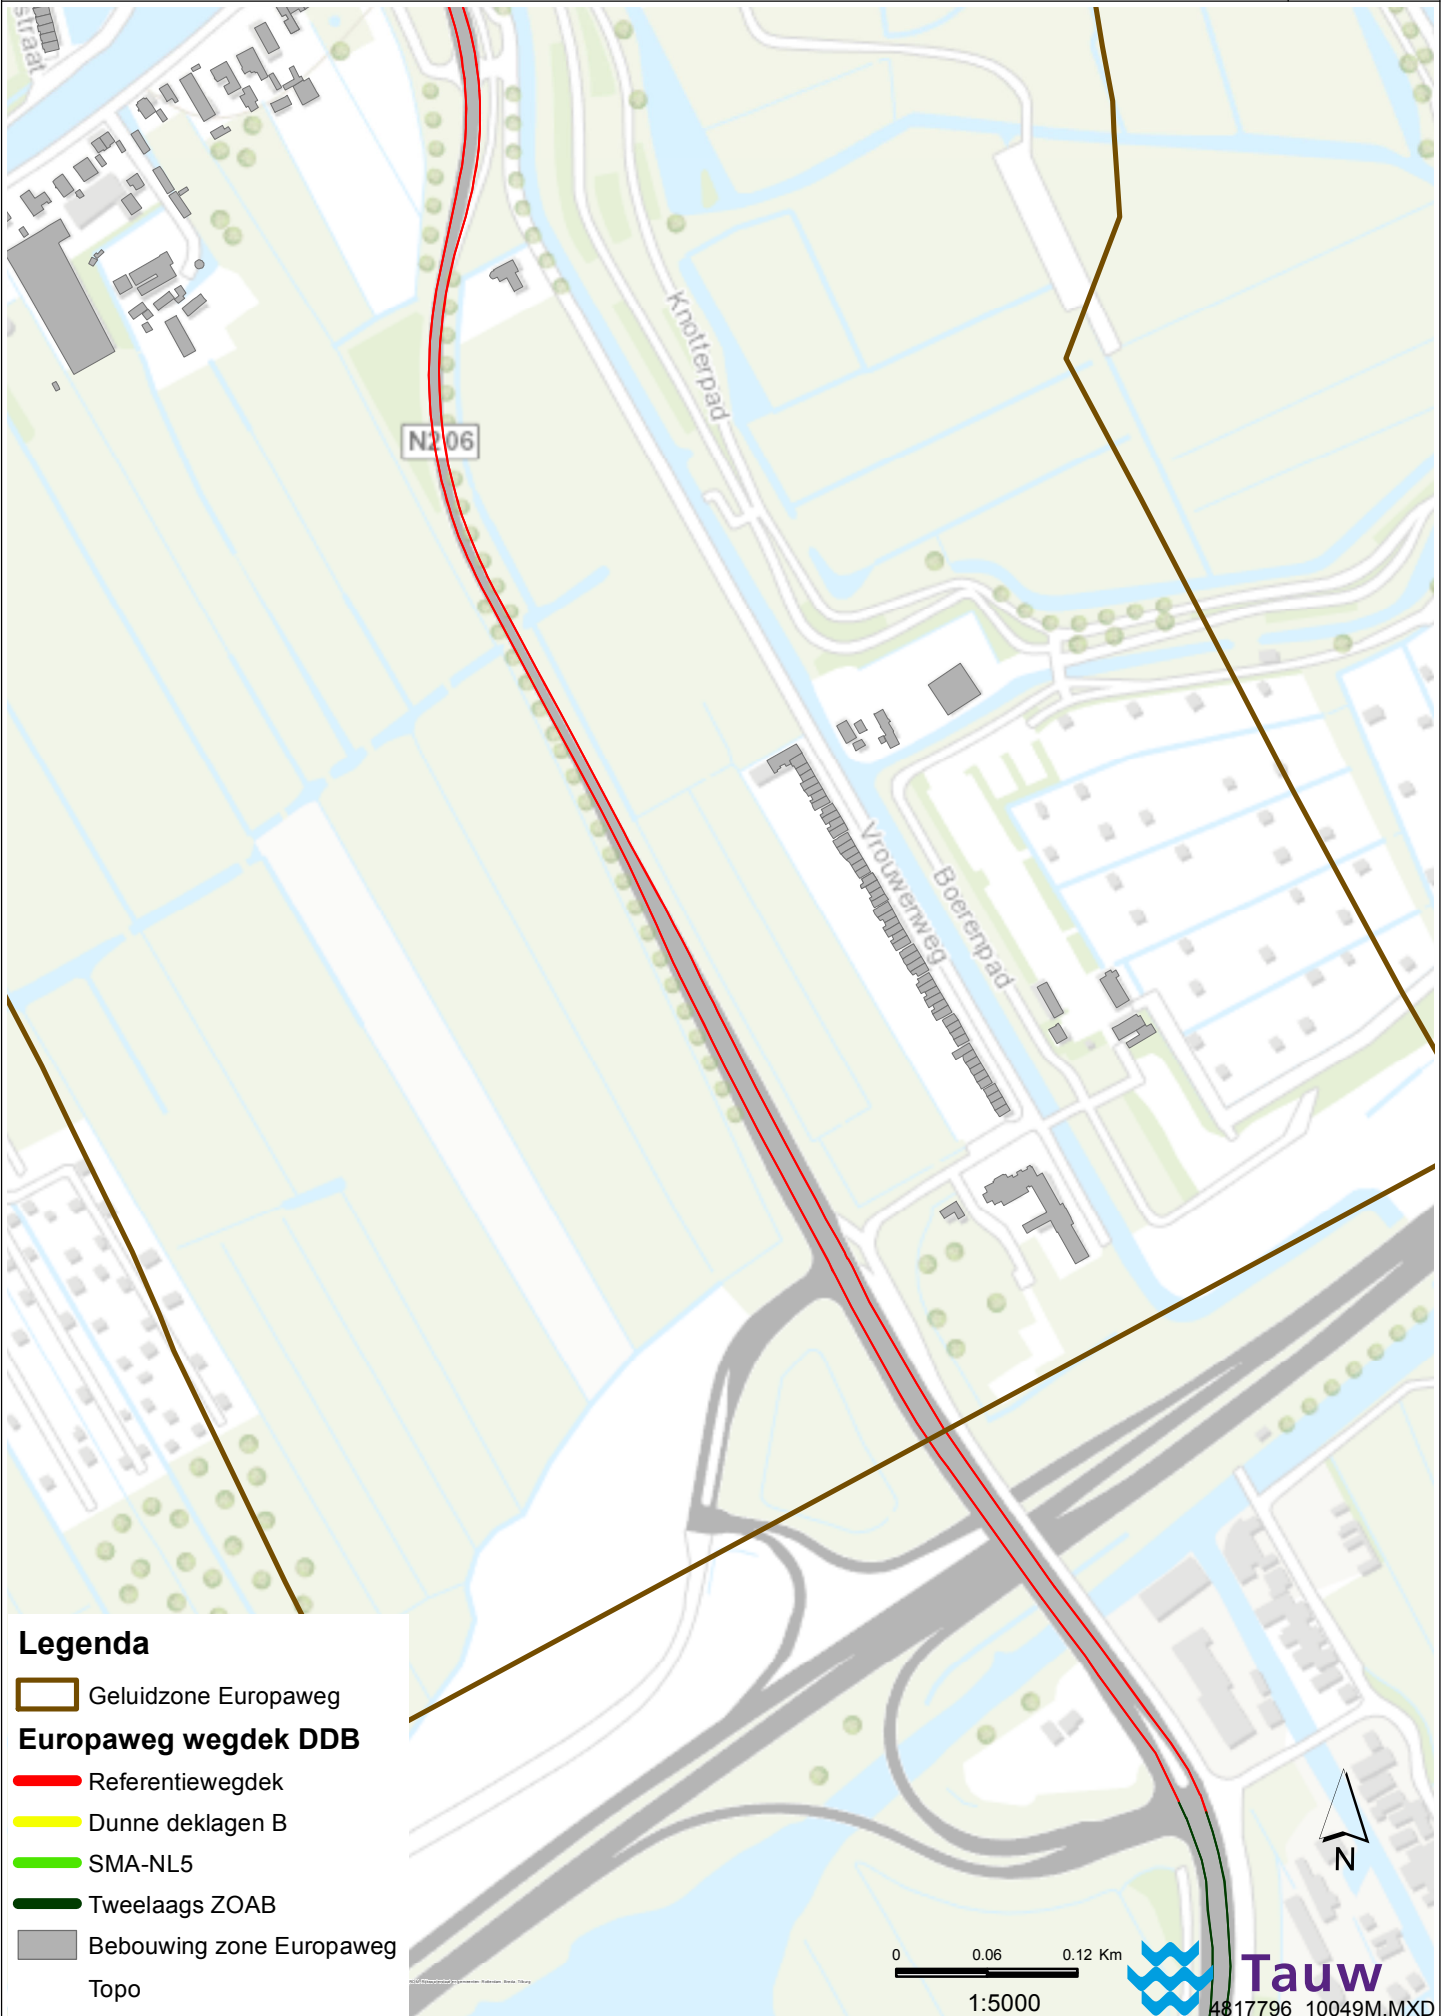 straat
Knotterpad
N206
Vrouwenweg
Boerenpad
Legenda
Geluidzone Europaweg
Europaweg wegdek DDB
Referentiewegdek
Dunne deklagen B
SMA-NL5
Tweelaags ZOAB
Bebouwing zone Europaweg
Topo
0 0.06 0.12 Km
1:5000
N
Tauw
4817796_10049M.MXD